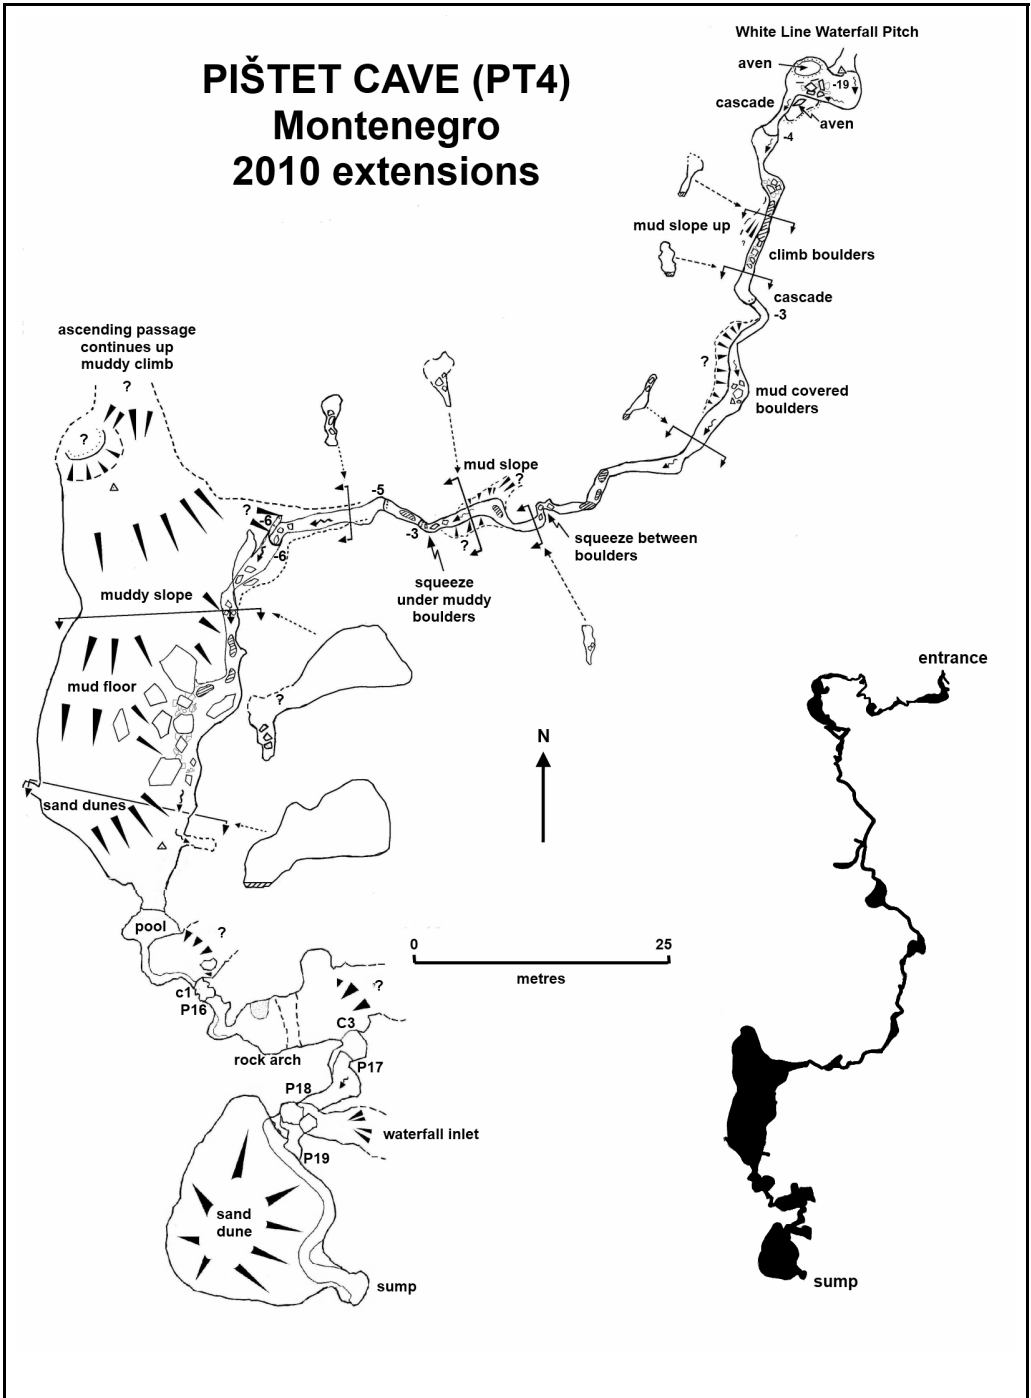 PIŠTET CAVE (PT4)
Montenegro
2010 extensions
White Line Waterfall Pitch
aven
-19
cascade
aven
-4
mud slope up
?
climb boulders
cascade
-3
?
mud covered
boulders
ascending passage
continues up
muddy climb
?
?
mud slope
?
-5
?
-6
-3
?
-6
squeeze between
boulders
squeeze
under muddy
boulders
muddy slope
mud floor
?
entrance
N
sand dunes
pool
?
0
25
metres
c1
P16
?
C3
rock arch
P17
P18
waterfall inlet
P19
sand
dune
sump
sump